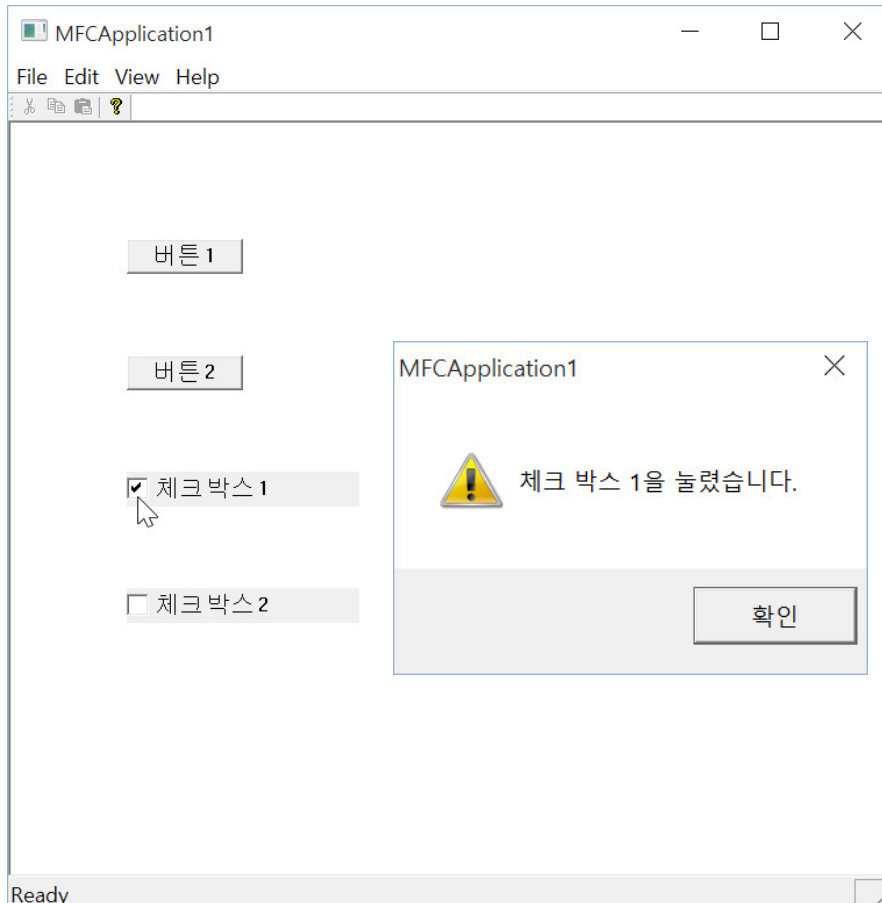 MFCApplication1
File Edit View Help
버튼1
버튼2
MFCApplication1
체크박스1
체크 박스 1을 눌렸습니다.
체크박스2
확인
Ready